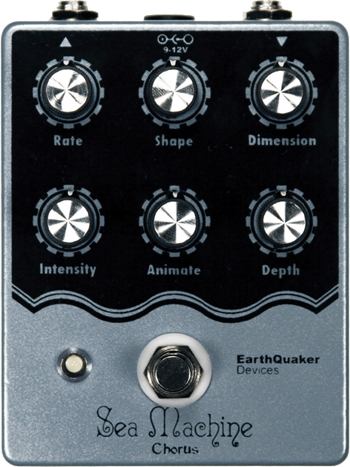 9-12V
Rate Shape Dimension
Intensity Animate Depth
EarthQuaker
Devices
Sea Machine
Chorus